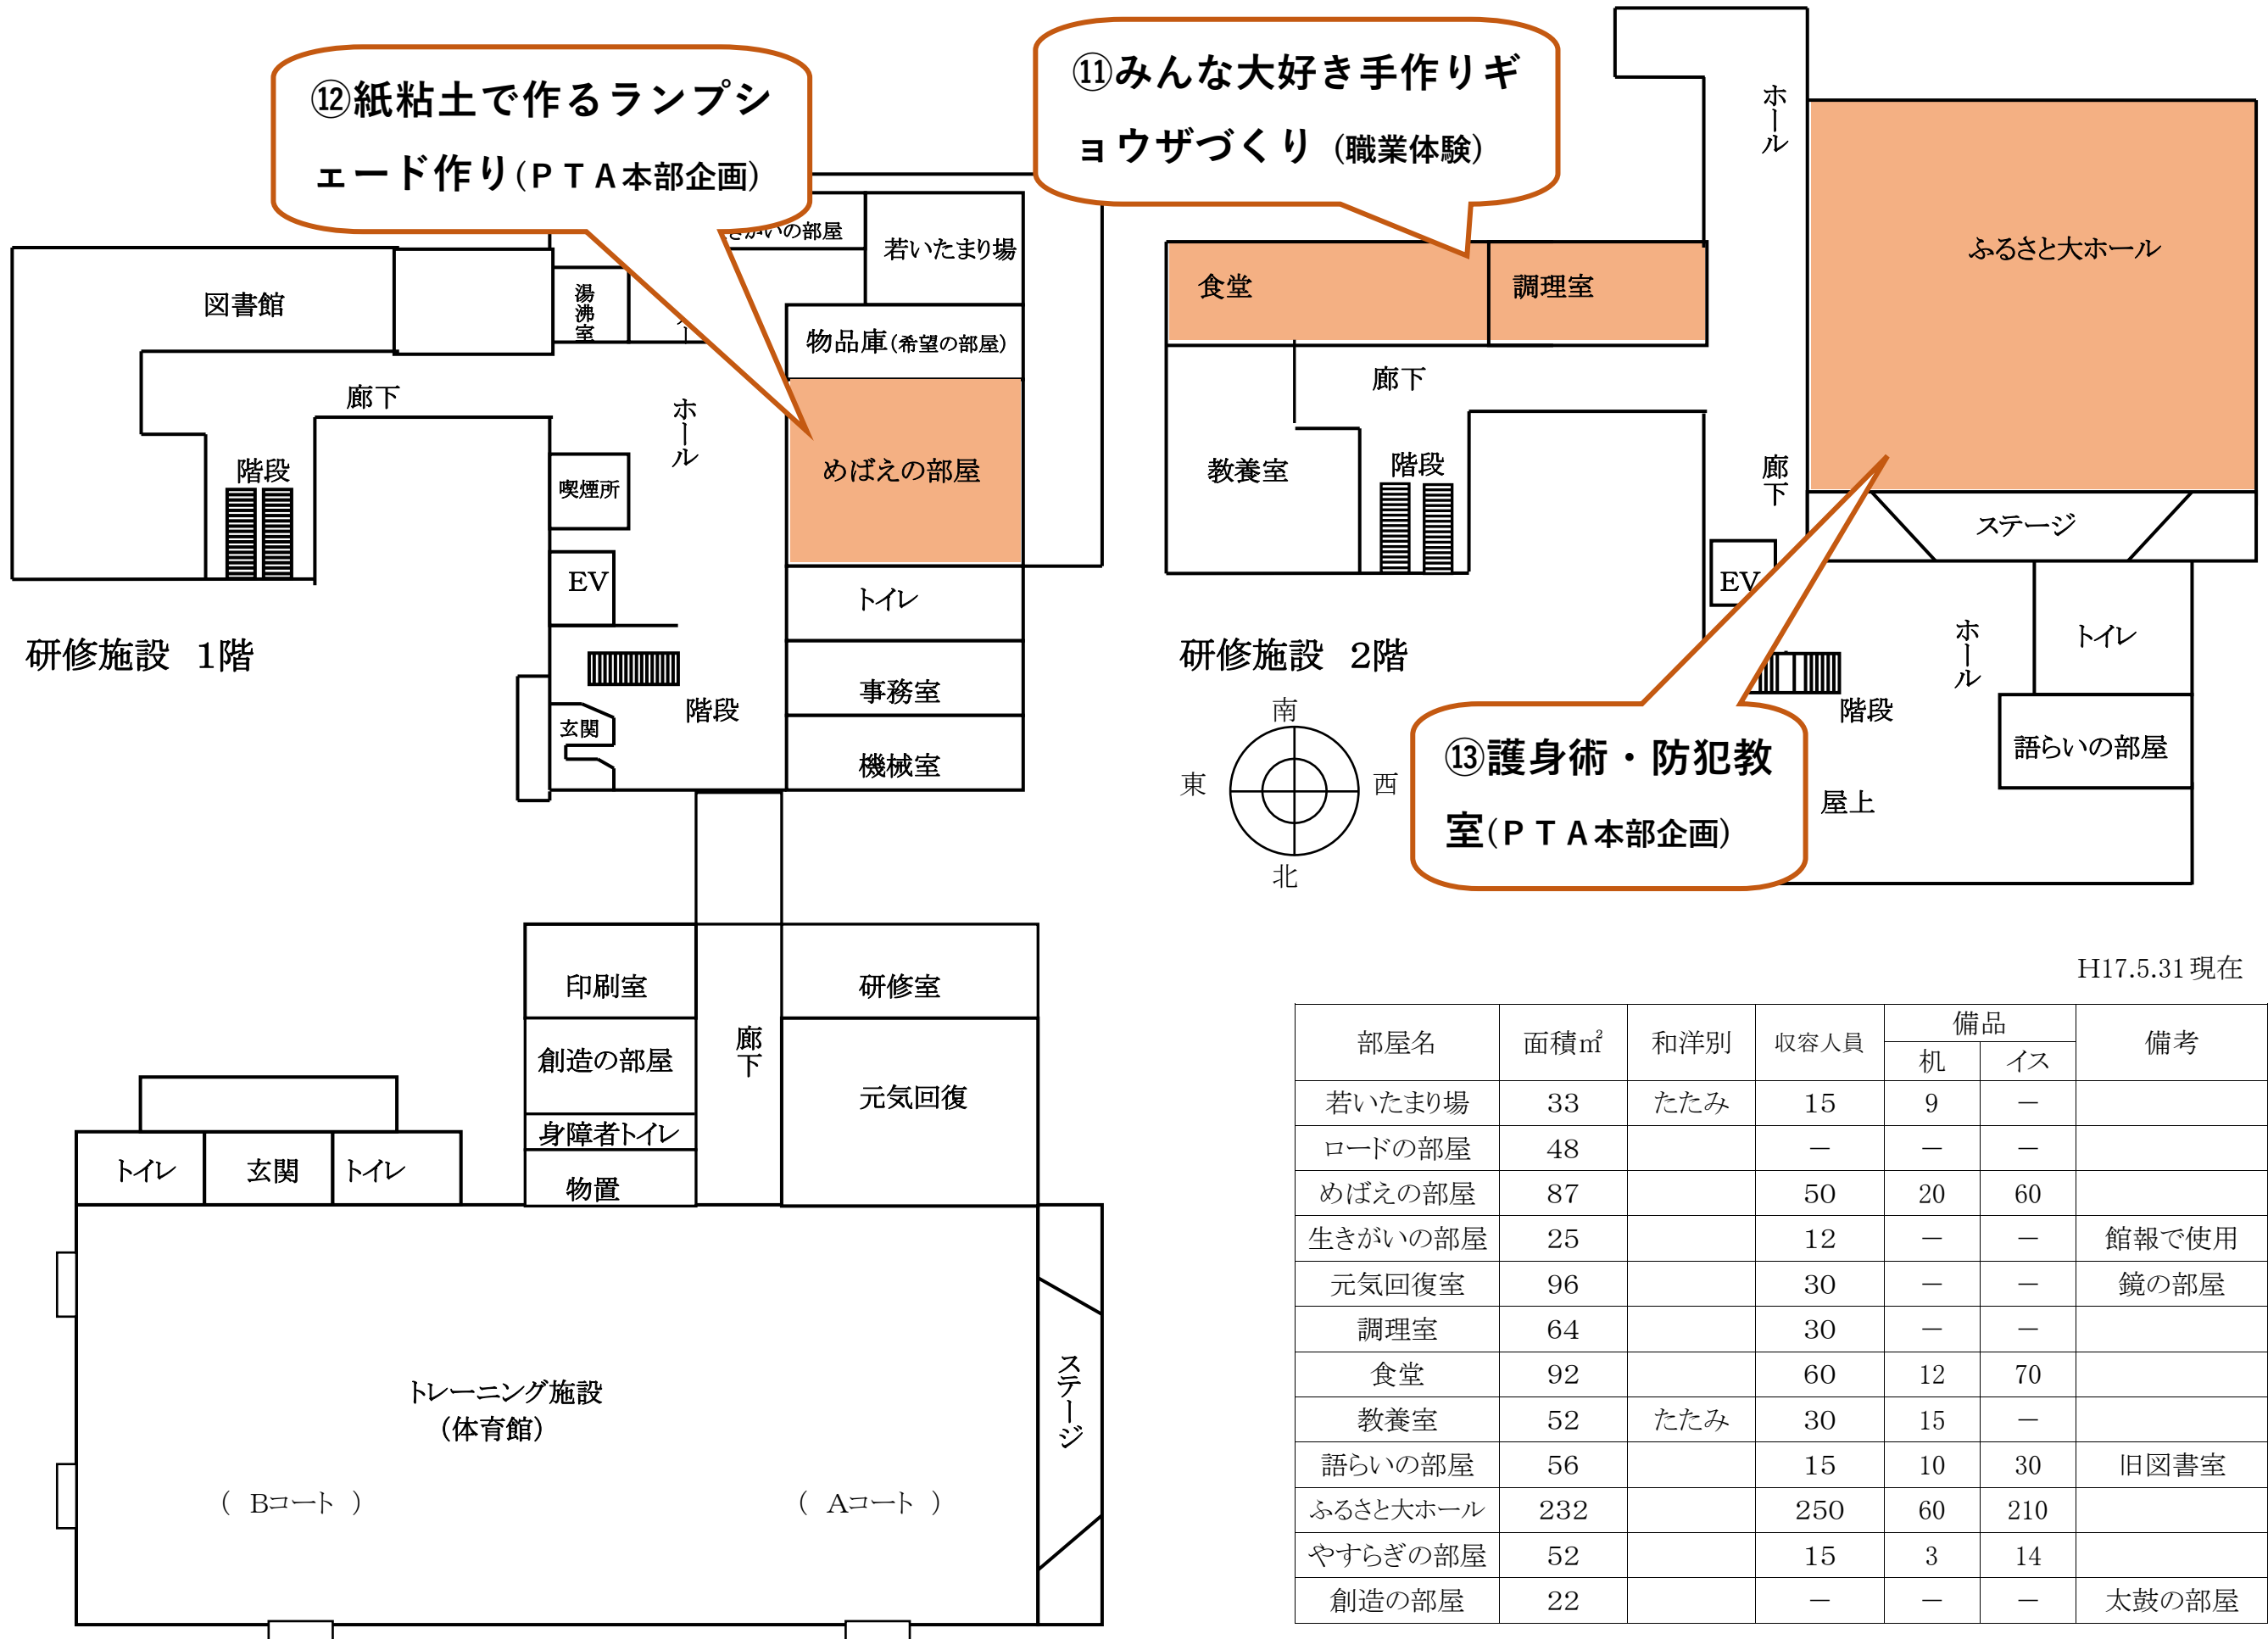 ⑫紙粘土で作るランプシ
ェード作り(ＰＴＡ本部企画)
⑪みんな大好き手作りギ
ョウザづくり (職業体験)
きがいの部屋
若いたまり場
図書館
湯沸室
物品庫(希望の部屋)
廊下
ホール
めばえの部屋
階段
喫煙所
EV
トイレ
研修施設 1階
事務室
階段
玄関
機械室
ホール
ふるさと大ホール
食堂
調理室
廊下
教養室
階段
廊下
ステージ
EV
ホール
トイレ
研修施設 2階
階段
語らいの部屋
屋上
南
東
西
北
⑬護身術・防犯教
室(ＰＴＡ本部企画)
印刷室
研修室
創造の部屋
廊下
元気回復
身障者トイレ
物置
トイレ
玄関
トイレ
トレーニング施設
(体育館)
ステージ
( Bコート )
( Aコート )
H17.5.31現在
部屋名 面積㎡ 和洋別 収容人員 備品 備考
机 イス
若いたまり場 33 たたみ 15 9 －
ロードの部屋 48 － － －
めばえの部屋 87 50 20 60
生きがいの部屋 25 12 － － 館報で使用
元気回復室 96 30 － － 鏡の部屋
調理室 64 30 － －
食堂 92 60 12 70
教養室 52 たたみ 30 15 －
語らいの部屋 56 15 10 30 旧図書室
ふるさと大ホール 232 250 60 210
やすらぎの部屋 52 15 3 14
創造の部屋 22 － － － 太鼓の部屋